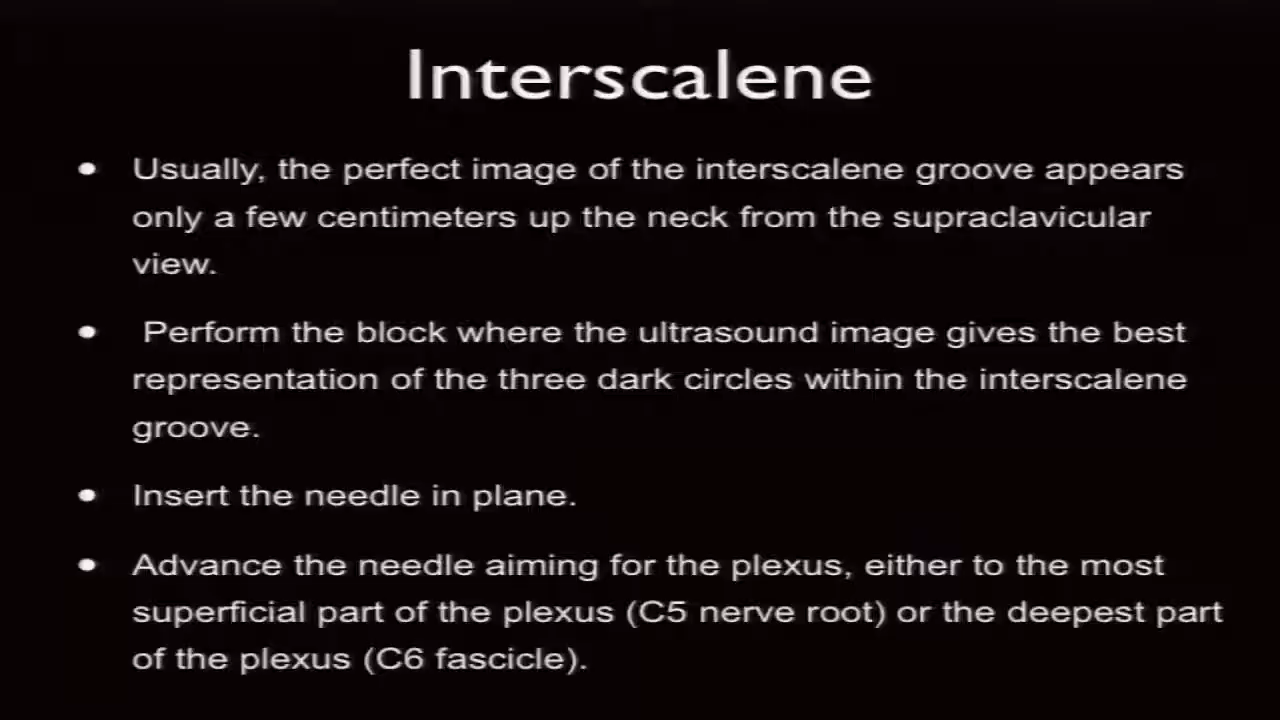 Interscalene
• Usually, the perfect image of the interscalene groove appears
only a few centimeters up the neck from the supraclavicular
view.
• Perform the block where the ultrasound image gives the best
representation of the three dark circles within the interscalene
groove.
• Insert the needle in plane.
• Advance the needle aiming for the plexus, either to the most
superficial part of the plexus (C5 nerve root) or the deepest part
of the plexus (C6 fascicle).